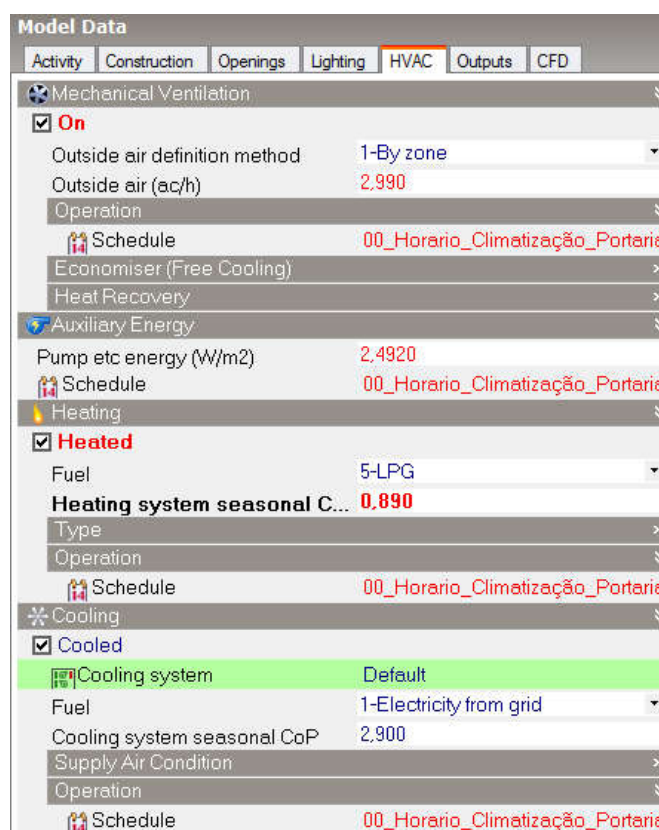 Model Data
Activity Construction Openings Lighting HVAC Outputs CFD
Mechanical Ventilation
On
Outside air definition method 1-By zone
Outside air (ac/h) 2,990
Operation
Schedule 00_Horario_Climatização_Portaria
Economiser (Free Cooling)
Heat Recovery
Auxiliary Energy
Pump etc energy (W/m2) 2,4920
Schedule 00_Horario_Climatização_Portaria
Heating
Heated
Fuel 5-LPG
Heating system seasonal C... 0,890
Type
Operation
Schedule 00_Horario_Climatização_Portaria
Cooling
Cooled
Cooling system Default
Fuel 1-Electricity from grid
Cooling system seasonal CoP 2,900
Supply Air Condition
Operation
Schedule 00_Horario_Climatização_Portaria